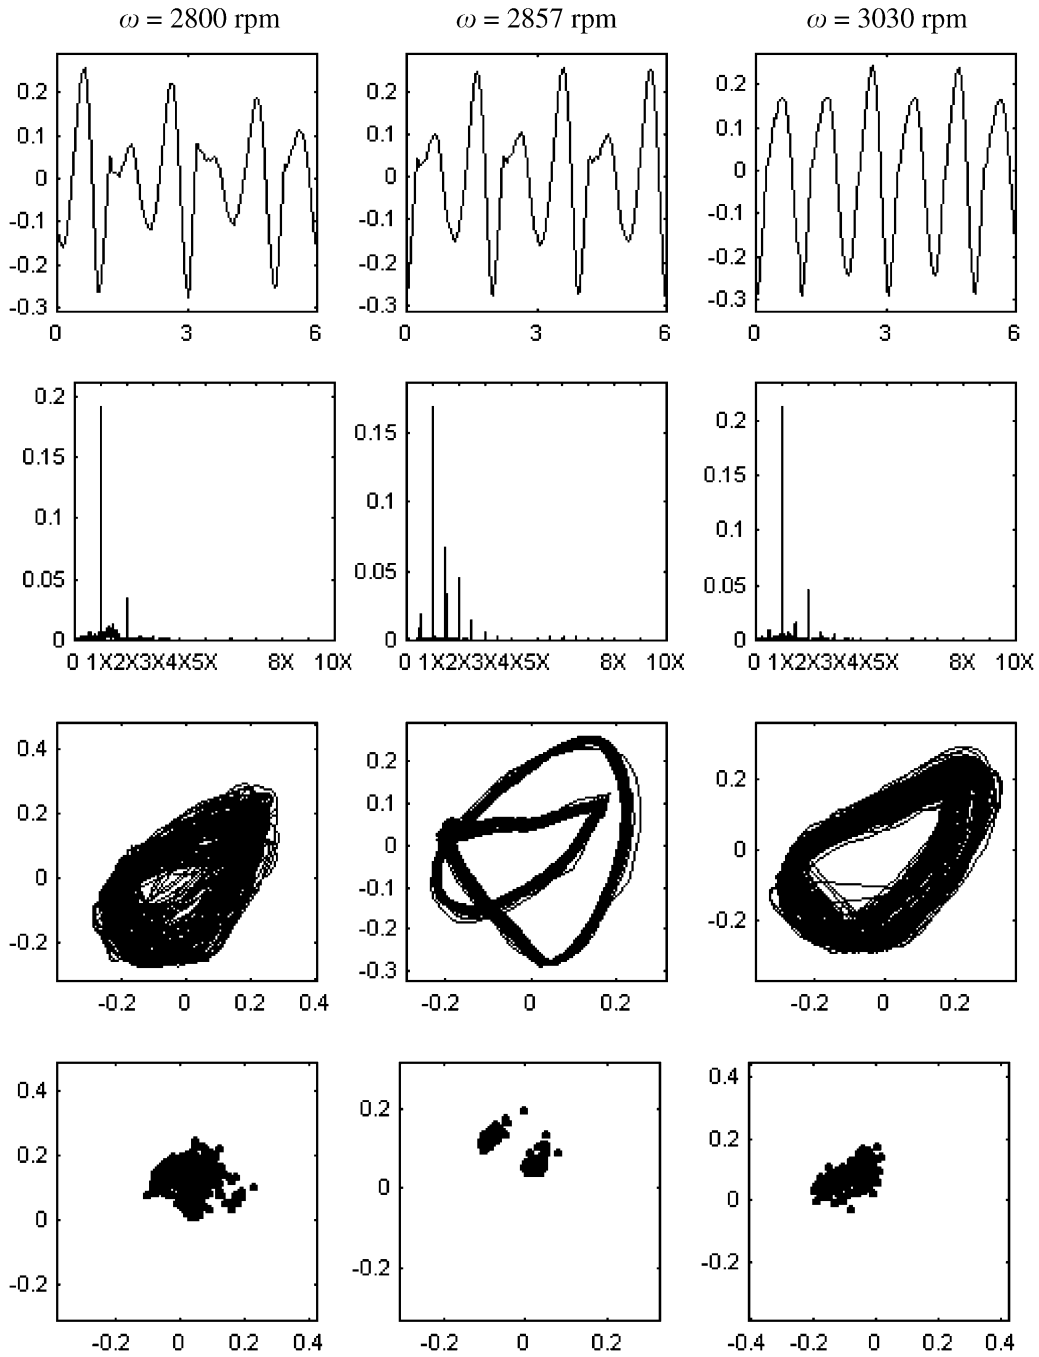 ω = 2800 rpm ω = 2857 rpm ω = 3030 rpm
0.2 0.2 0.2
0.1 0.1 0.1
0 0 0
-0.1 -0.1 -0.1
-0.2 -0.2 -0.2
-0.3 -0.3 -0.3
0 3 6 0 3 6 0 3 6
0.2 0.15 0.2
0.15 0.1 0.15
0.1 0.05 0.1
0.05 0 0.05
0 0
0 1X2X3X4X5X 8X 10X 0 1X2X3X4X5X 8X 10X 0 1X2X3X4X5X 8X 10X
0.4 0.2 0.2
0.2 0.1 0
0 0 -0.2
-0.2 -0.1
-0.2
-0.3
-0.2 0 0.2 0.4 -0.2 0 0.2 -0.2 0 0.2
0.4 0.2 0.4
0.2 0 0.2
0 -0.2 0
-0.2 -0.2
-0.2 0 0.2 0.4 -0.2 0 0.2 -0.4 -0.2 0 0.2 0.4